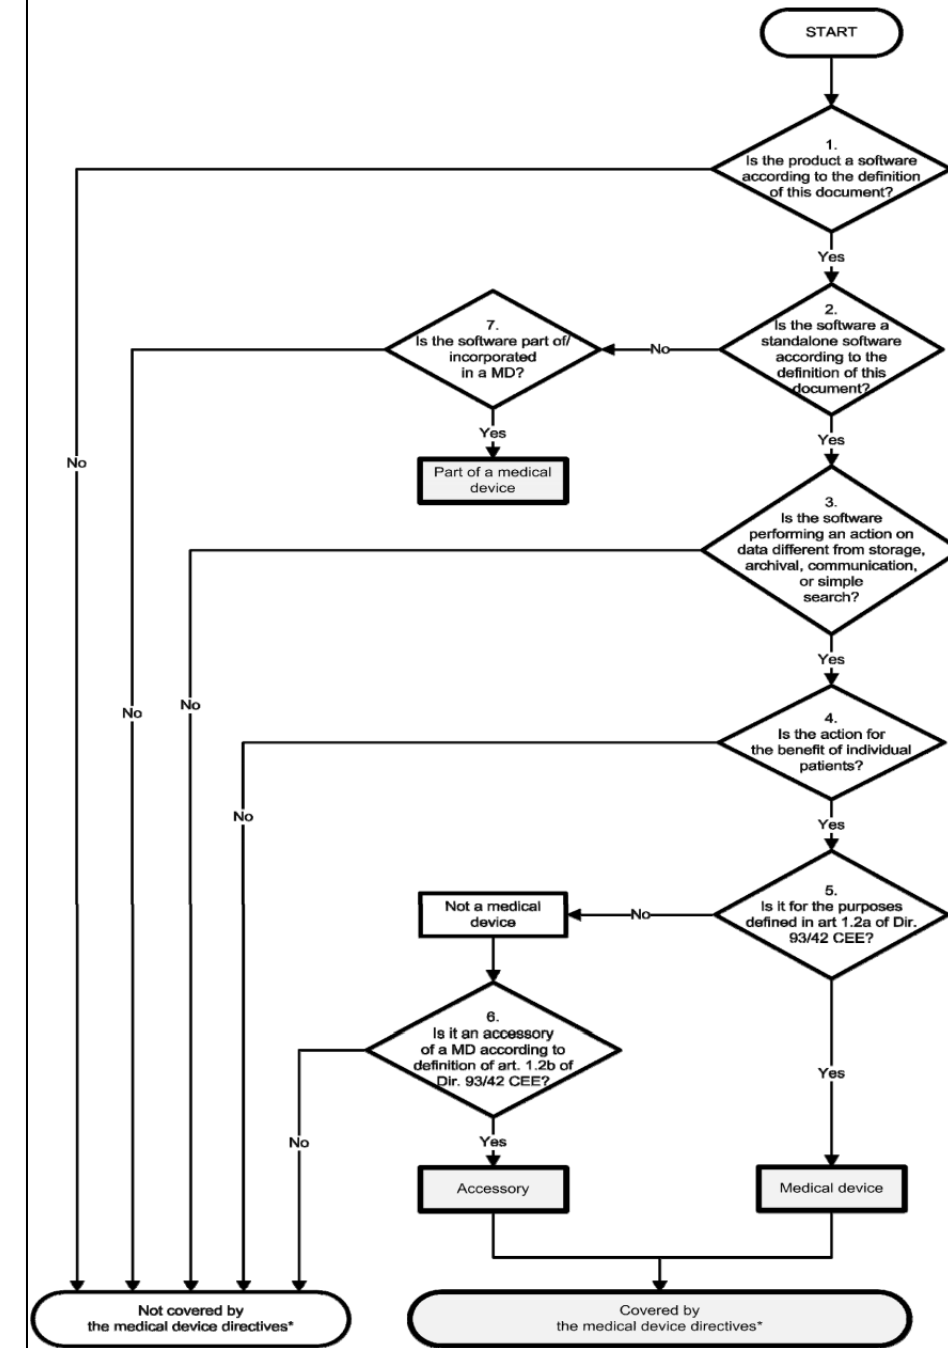 START
1.
Is the product a software
according to the definition
of this document?
No
Yes
2.
Is the software a
standalone software
according to the
definition of this
document?
No
7.
Is the software part of/
incorporated
in a MD?
No
Yes
Part of a medical
device
Yes
3.
Is the software
performing an action on
data different from storage,
archival, communication,
or simple
search?
No
Yes
4.
Is the action for
the benefit of individual
patients?
No
Yes
5.
Is it for the purposes
defined in art 1.2a of Dir.
93/42 CEE?
No
Not a medical
device
6.
Is it an accessory
of a MD according to
definition of art. 1.2b of
Dir. 93/42 CEE?
No
Yes
Accessory
Yes
Medical device
Not covered by
the medical device directives*
Covered by
the medical device directives*